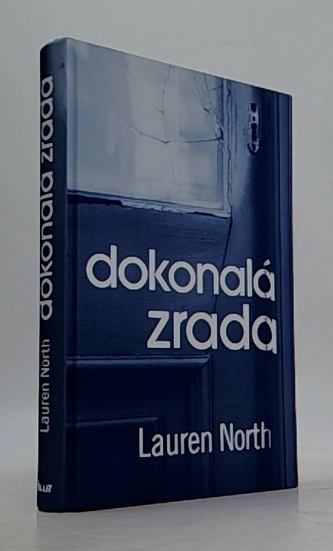 dokonalá
zrada
Lauren North
Lauren North dokonalá zrada